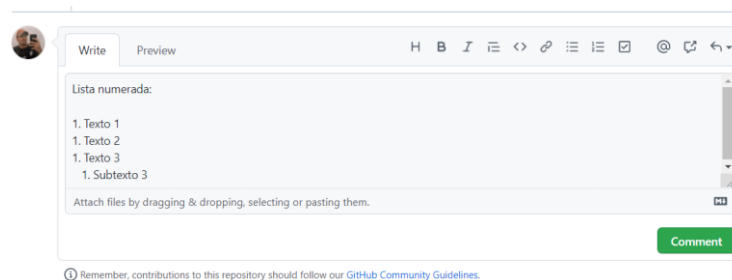 Write Preview
Lista numerada:
1. Texto 1
1. Texto 2
1. Texto 3
1. Subtexto 3
Attach files by dragging & dropping, selecting or pasting them.
Comment
Remember, contributions to this repository should follow our GitHub Community Guidelines.